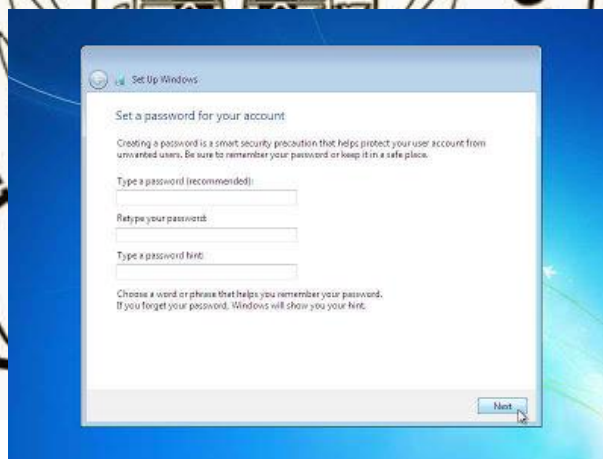 Set Up Windows
Set a password for your account
Creating a password is a smart security precaution that helps protect your user account from
unwanted users. Be sure to remember your password or keep it in a safe place.
Type a password (recommended):
Retype your password:
Type a password hint:
Choose a word or phrase that helps you remember your password.
If you forget your password, Windows will show you your hint.
Next